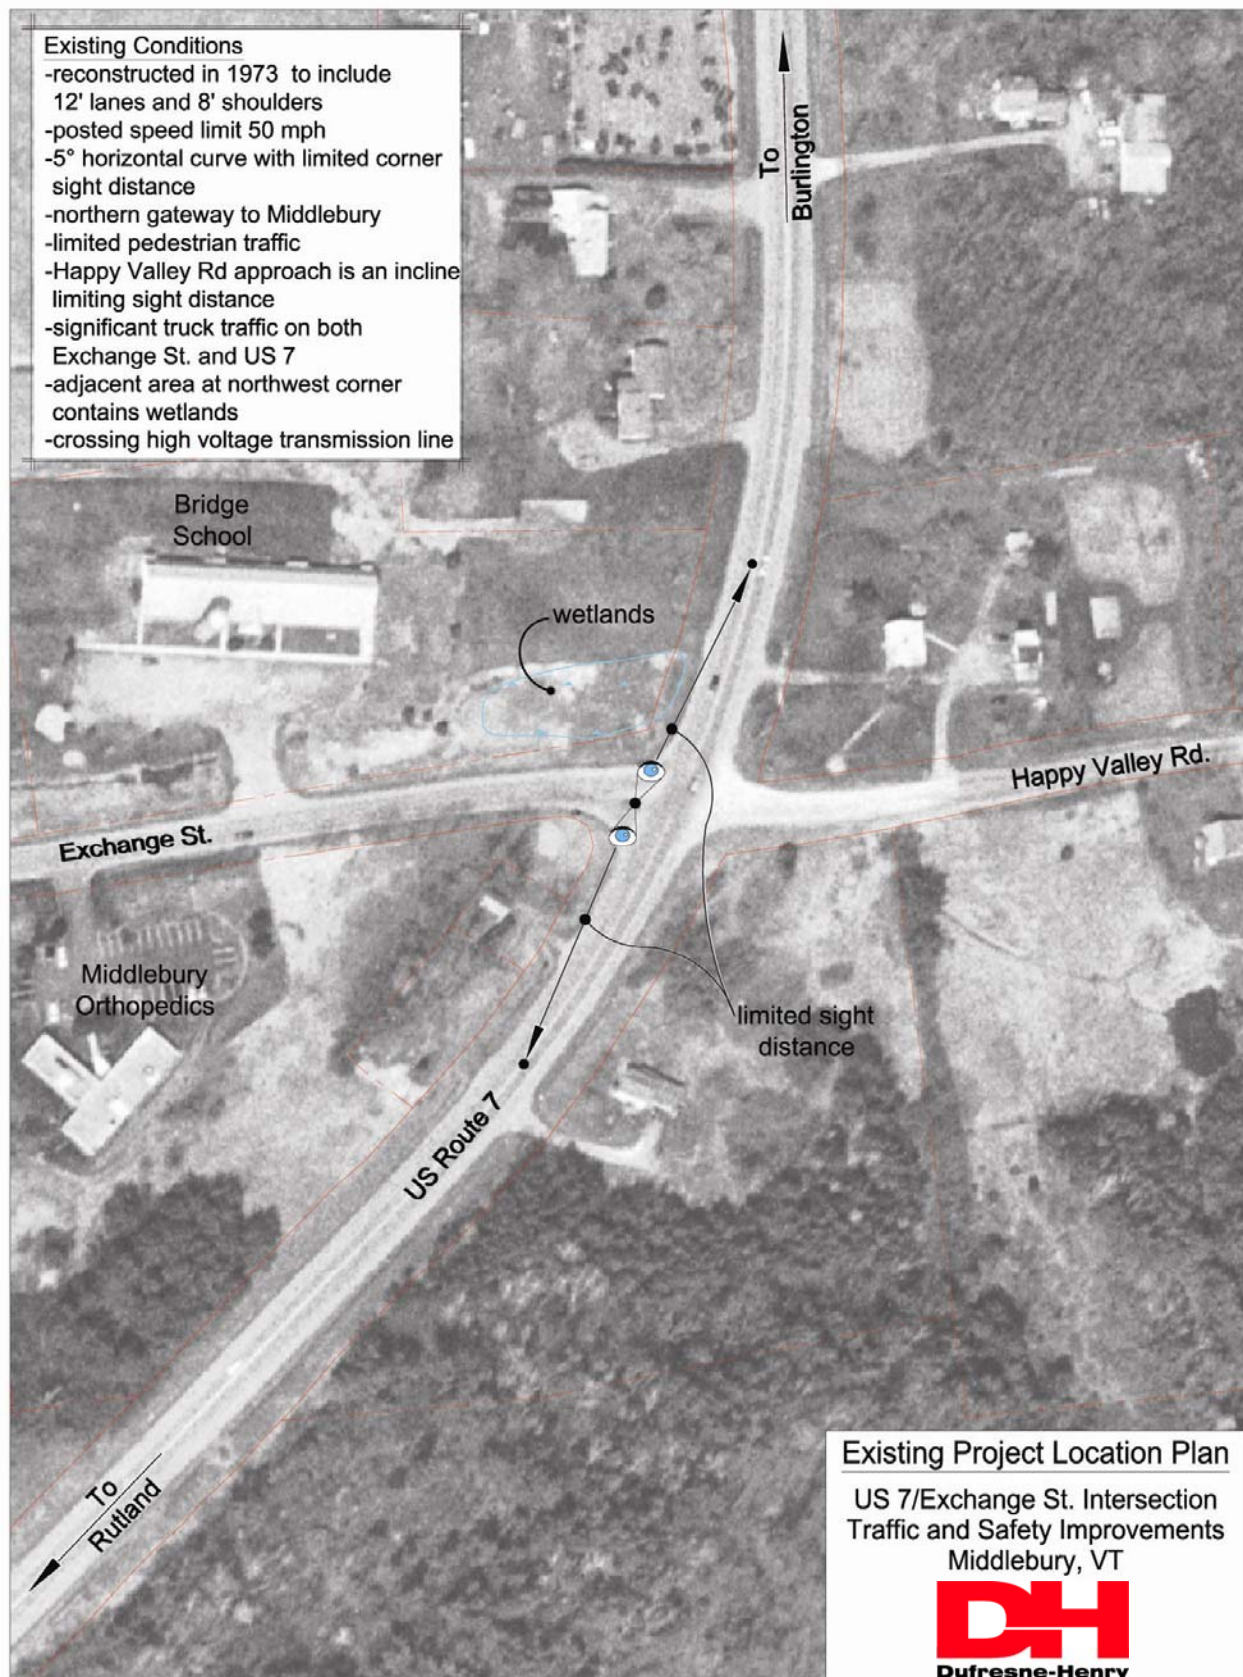 Existing Conditions
-reconstructed in 1973 to include
12' lanes and 8' shoulders
-posted speed limit 50 mph
-5° horizontal curve with limited corner
sight distance
-northern gateway to Middlebury
-limited pedestrian traffic
-Happy Valley Rd approach is an incline
limiting sight distance
-significant truck traffic on both
Exchange St. and US 7
-adjacent area at northwest corner
contains wetlands
-crossing high voltage transmission line
To
Burlington
Bridge
School
wetlands
Happy Valley Rd.
Exchange St.
Middlebury
Orthopedics
limited sight
distance
US Route 7
To
Rutland
Existing Project Location Plan
US 7/Exchange St. Intersection
Traffic and Safety Improvements
Middlebury, VT
DH
Dufresne-Henry